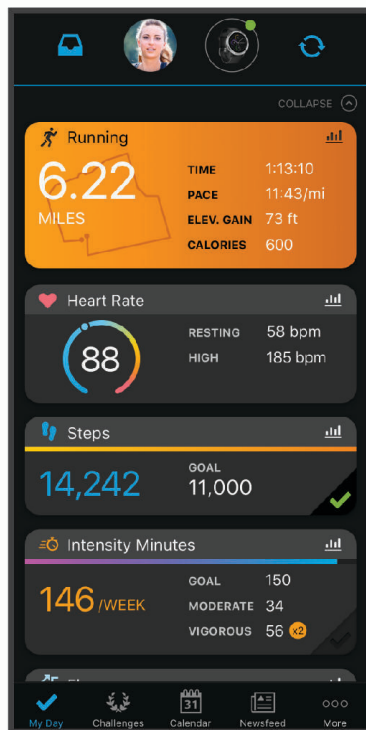 COLLAPSE
Running
6.22
MILES
TIME 1:13:10
PACE 11:43/mi
ELEV. GAIN 73 ft
CALORIES 600
Heart Rate
88
RESTING 58 bpm
HIGH 185 bpm
Steps
14,242
GOAL
11,000
Intensity Minutes
146 /WEEK
GOAL 150
MODERATE 34
VIGOROUS 56 x2
31
My Day Challenges Calendar Newsfeed More